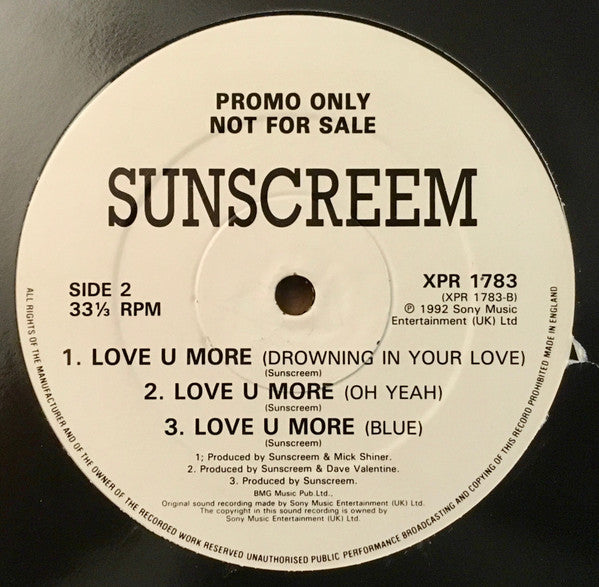 PROMO ONLY
NOT FOR SALE
SUNSCREEM
SIDE 2
33⅓ RPM
XPR 1783
(XPR 1783-B)
℗ 1992 Sony Music
Entertainment (UK) Ltd
1. LOVE U MORE (DROWNING IN YOUR LOVE)
(Sunscreem)
2. LOVE U MORE (OH YEAH)
(Sunscreem)
3. LOVE U MORE (BLUE)
(Sunscreem)
1; Produced by Sunscreem & Mick Shiner.
2. Produced by Sunscreem & Dave Valentine.
3. Produced by Sunscreem.
BMG Music Pub.Ltd.,
Original sound recording made by Sony Music Entertainment (UK) Ltd.
The copyright in this sound recording is owned by
Sony Music Entertainment (UK) Ltd.
ALL RIGHTS OF THE MANUFACTURER AND OF THE OWNER OF THE RECORDED WORK RESERVED UNAUTHORISED PUBLIC PERFORMANCE BROADCASTING AND COPYING OF THIS RECORD PROHIBITED MADE IN ENGLAND